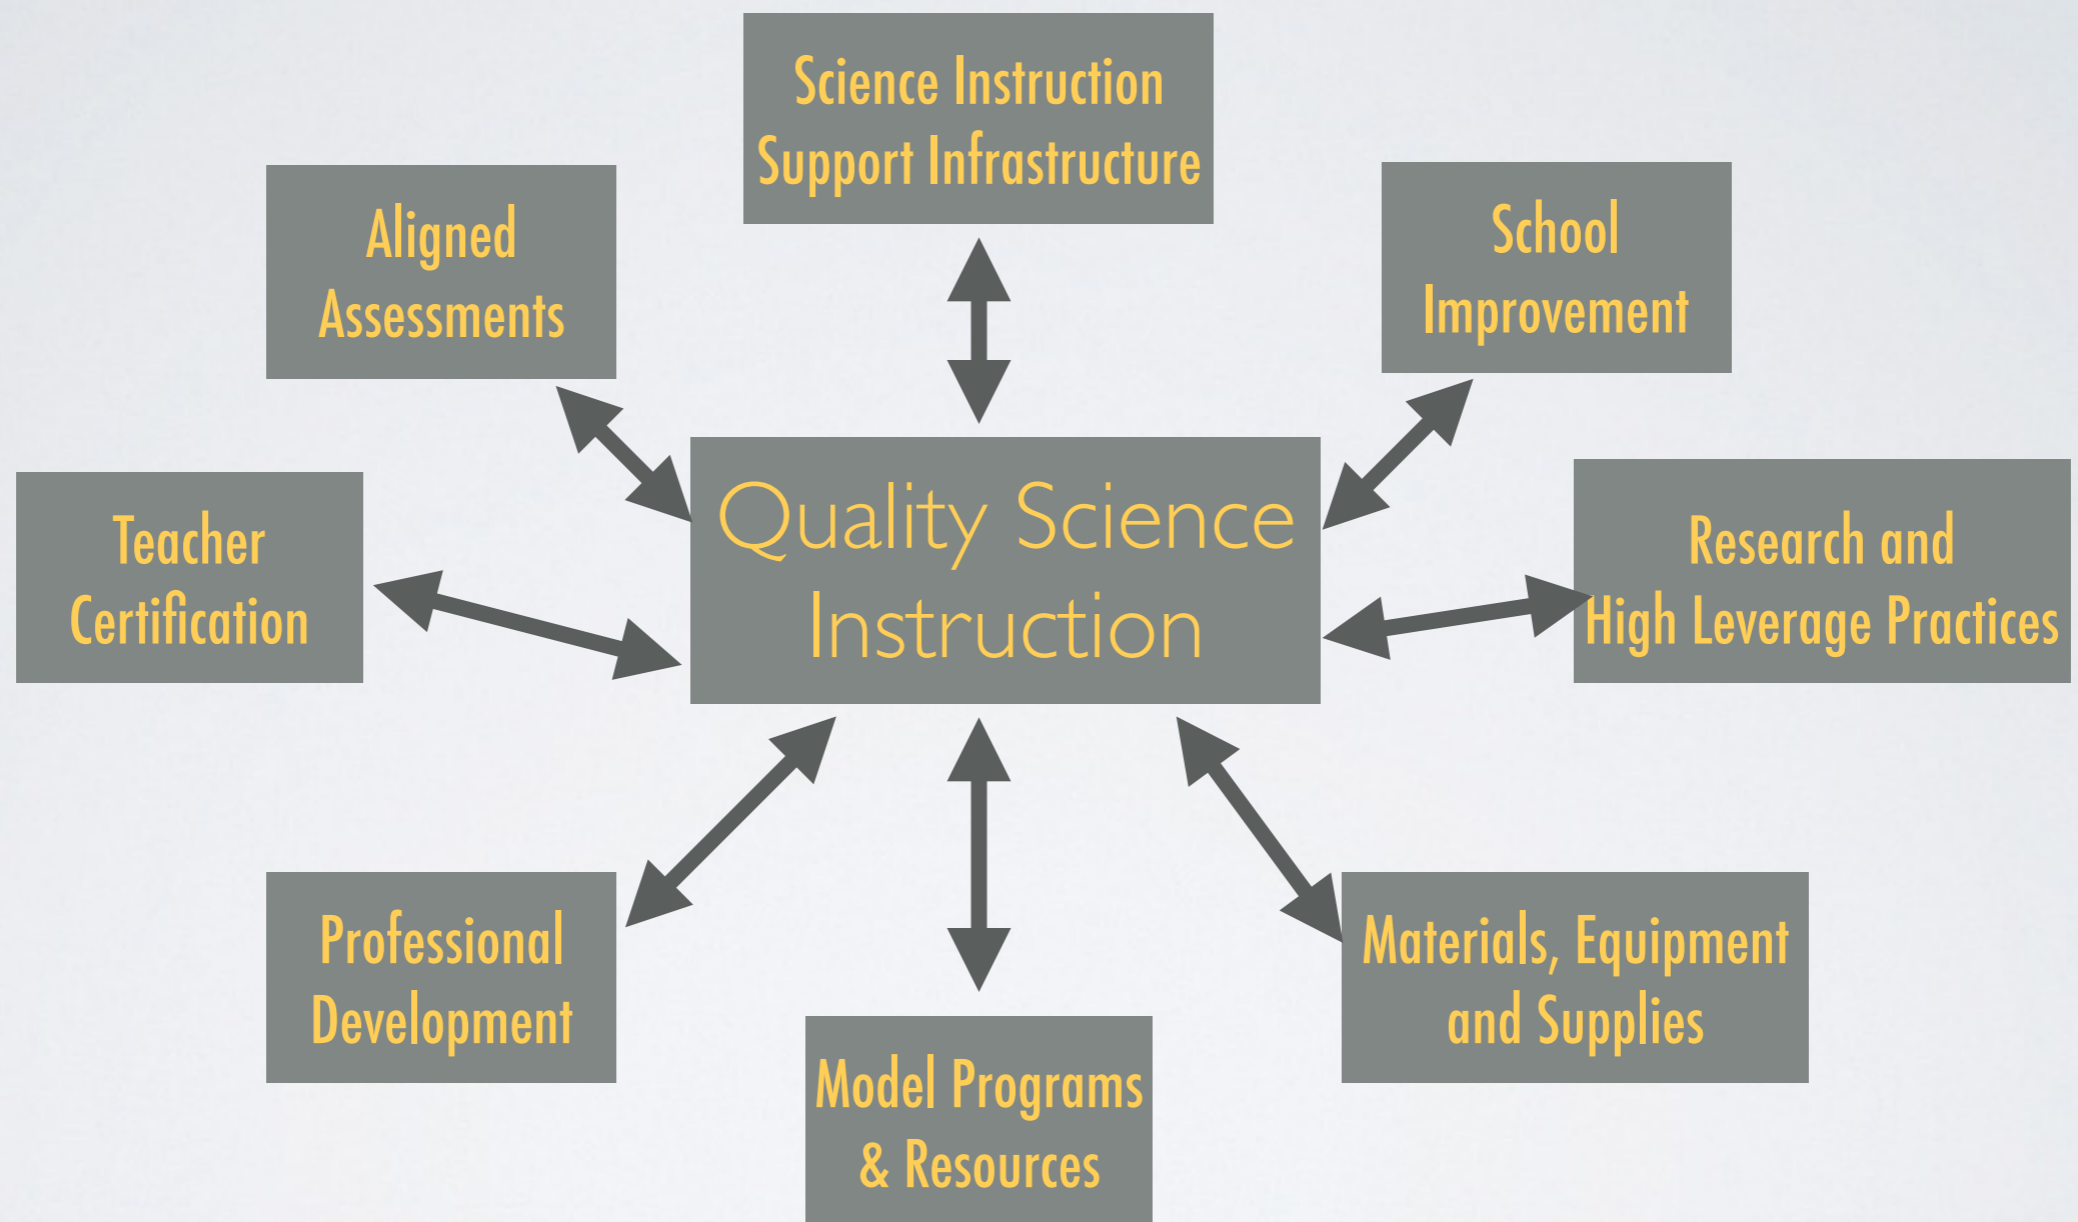 Science Instruction
Support Infrastructure
Aligned
Assessments
School
Improvement
Quality Science
Instruction
Teacher
Certification
Research and
High Leverage Practices
Professional
Development
Materials, Equipment
and Supplies
Model Programs
& Resources